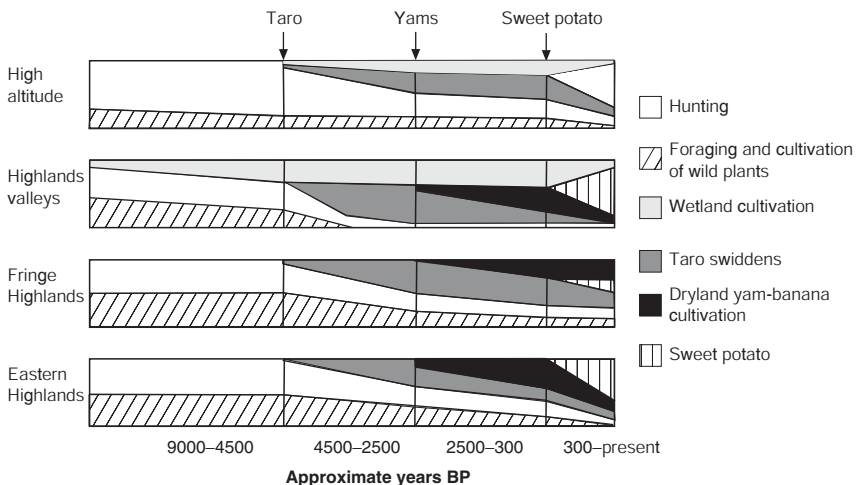 Taro Yams Sweet potato
High
altitude
Highlands
valleys
Fringe
Highlands
Eastern
Highlands
Hunting
Foraging and cultivation
of wild plants
Wetland cultivation
Taro swiddens
Dryland yam-banana
cultivation
Sweet potato
9000–4500 4500–2500 2500–300 300–present
Approximate years BP